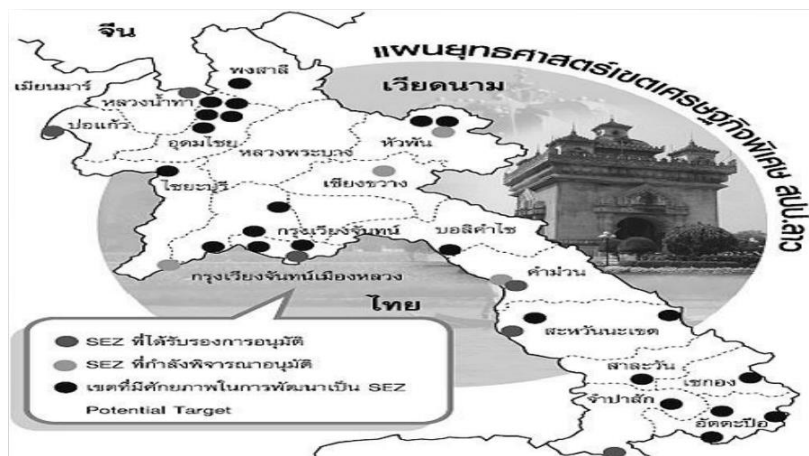 จีน
แผนยุทธศาสตร์เขตเศรษฐกิจพิเศษ สปป.ลาว
พงสาลี
เวียดนาม
เมียนมาร์
หลวงน้ำทา
บ่อแก้ว
อุดมไชย
หลวงพระบาง
หัวพัน
ไชยะบุรี
เชียงขวาง
กรุงเวียงจันทน์
บอลิคำไซ
กรุงเวียงจันทน์เมืองหลวง
คำม่วน
ไทย
สะหวันนะเขต
สาละวัน
เซกอง
จำปาสัก
อัตตะปือ
SEZ ที่ได้รับรองการอนุมัติ
SEZ ที่กำลังพิจารณาอนุมัติ
เขตที่มีศักยภาพในการพัฒนาเป็น SEZ
Potential Target